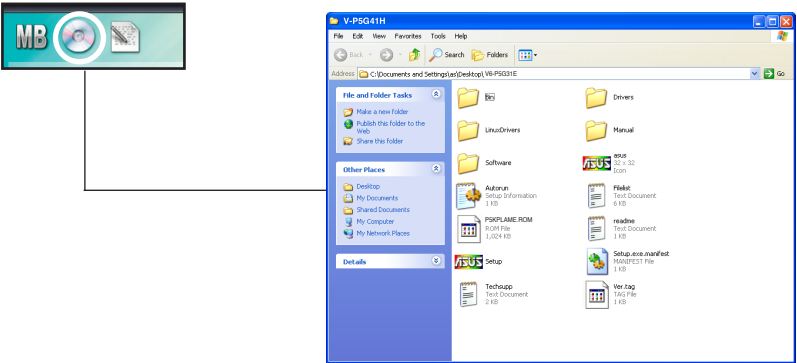 MB
V-P5G41H
File Edit View Favorites Tools Help
Back Search Folders
Address C:\Documents and Settings\as\Desktop\V6-P5G31E Go
File and Folder Tasks
Make a new folder
Publish this folder to the
Web
Share this folder
Other Places
Desktop
My Documents
Shared Documents
My Computer
My Network Places
Details
Bin
Drivers
LinuxDrivers
Manual
Software
ASUS
asus
32 x 32
Icon
Autorun
Setup Information
1 KB
Filelist
Text Document
6 KB
P5KPLAME.ROM
ROM File
1,024 KB
readme
Text Document
1 KB
ASUS
Setup
Setup.exe.manifest
MANIFEST File
1 KB
Techsupp
Text Document
2 KB
Ver.tag
TAG File
1 KB